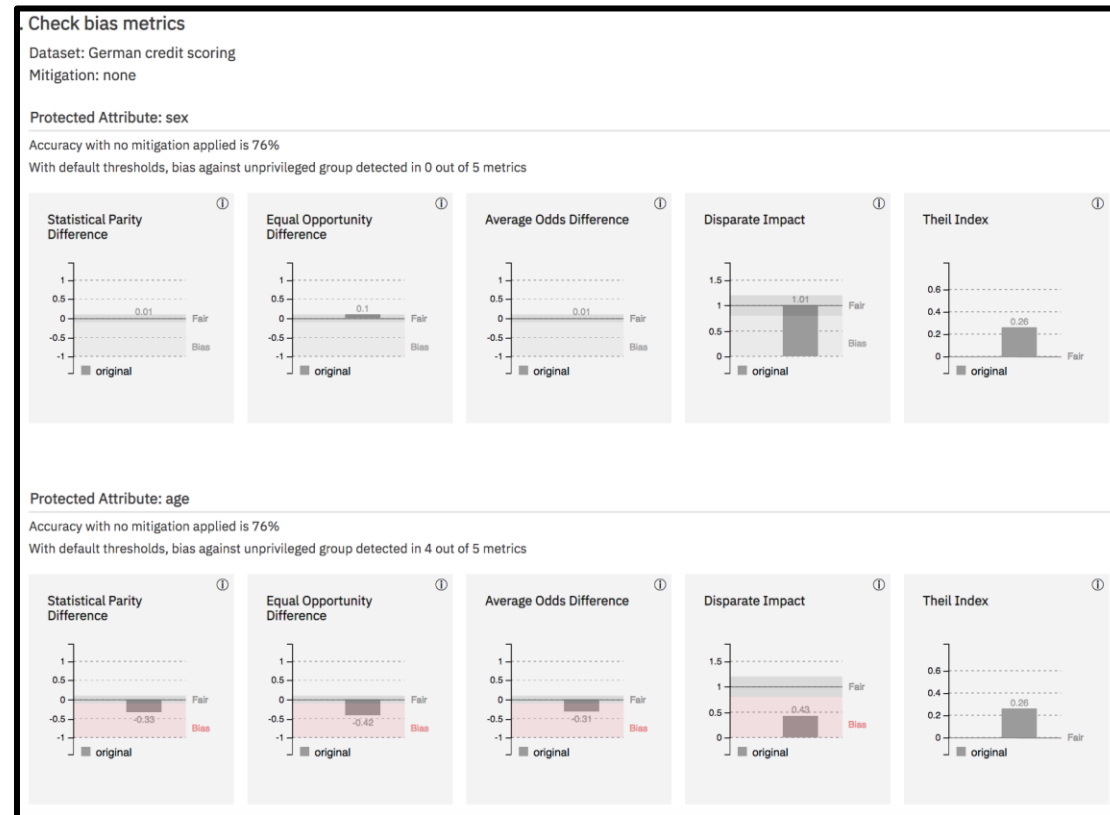 . Check bias metrics
Dataset: German credit scoring
Mitigation: none
Protected Attribute: sex
Accuracy with no mitigation applied is 76%
With default thresholds, bias against unprivileged group detected in 0 out of 5 metrics
Statistical Parity
Difference
1
0.5
0.01
0
Fair
-0.5
Bias
-1
original
Equal Opportunity
Difference
1
0.5
0.1
0
Fair
-0.5
Bias
-1
original
Average Odds Difference
1
0.5
0.01
0
Fair
-0.5
Bias
-1
original
Disparate Impact
1.5
1.01
1
Fair
0.5
Bias
0
original
Theil Index
0.6
0.4
0.26
0.2
0
Fair
original
Protected Attribute: age
Accuracy with no mitigation applied is 76%
With default thresholds, bias against unprivileged group detected in 4 out of 5 metrics
Statistical Parity
Difference
1
0.5
0
Fair
-0.33
-0.5
Bias
-1
original
Equal Opportunity
Difference
1
0.5
0
Fair
-0.42
-0.5
Bias
-1
original
Average Odds Difference
1
0.5
0
Fair
-0.31
-0.5
Bias
-1
original
Disparate Impact
1.5
1
Fair
0.43
0.5
Bias
0
original
Theil Index
0.6
0.4
0.26
0.2
0
Fair
original